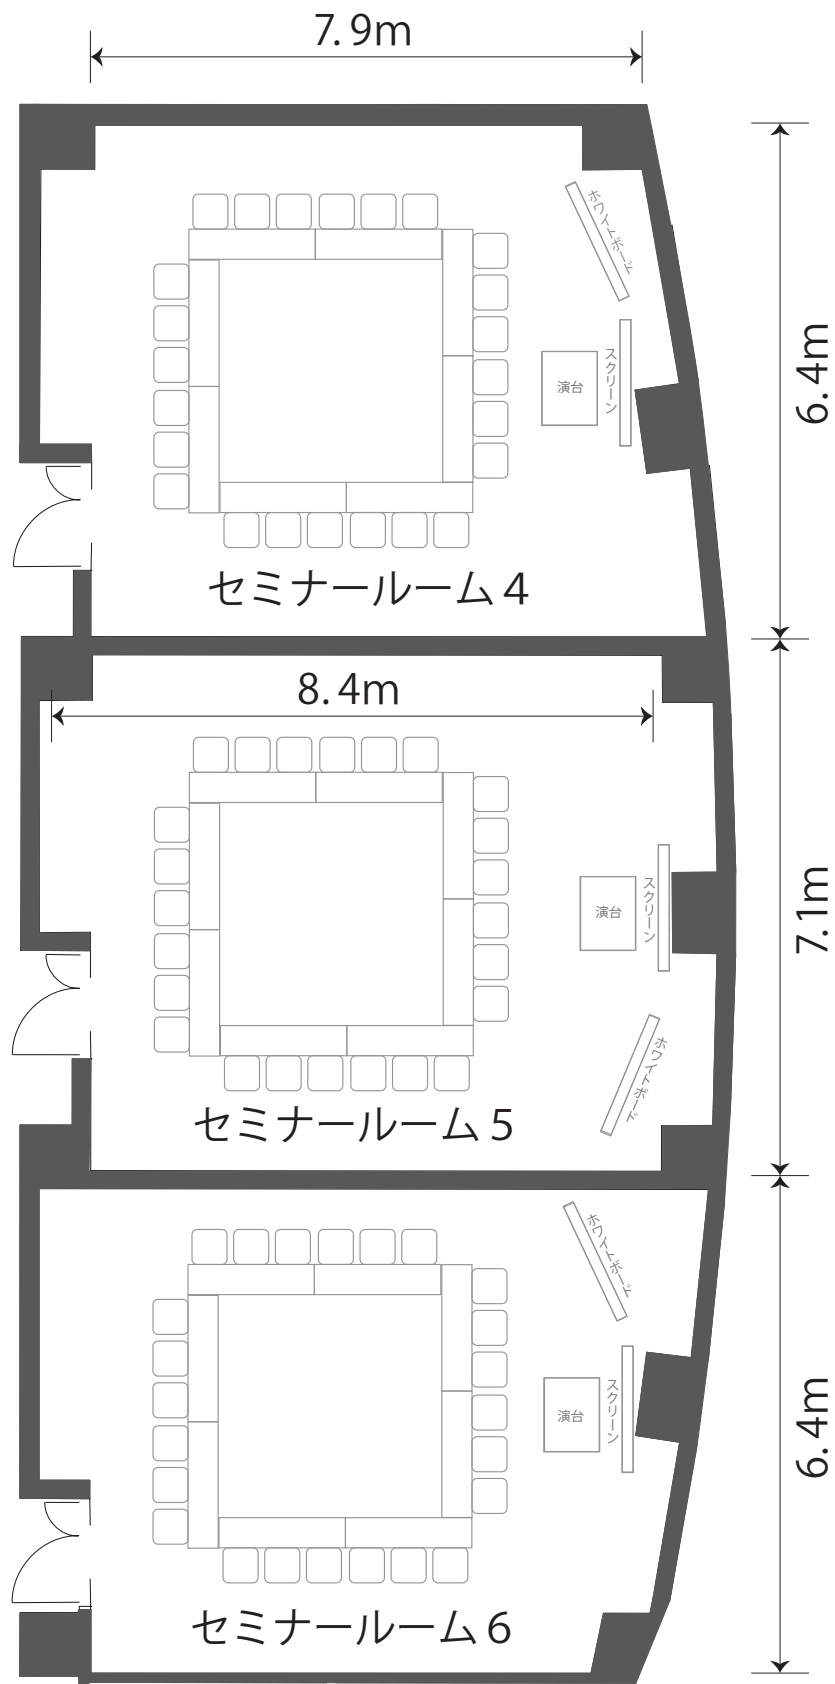 7.9m
ホワイトボード
6.4m
スクリーン
演台
セミナールーム4
8.4m
7.1m
スクリーン
演台
ホワイトボード
セミナールーム5
ホワイトボード
スクリーン
演台
6.4m
セミナールーム6